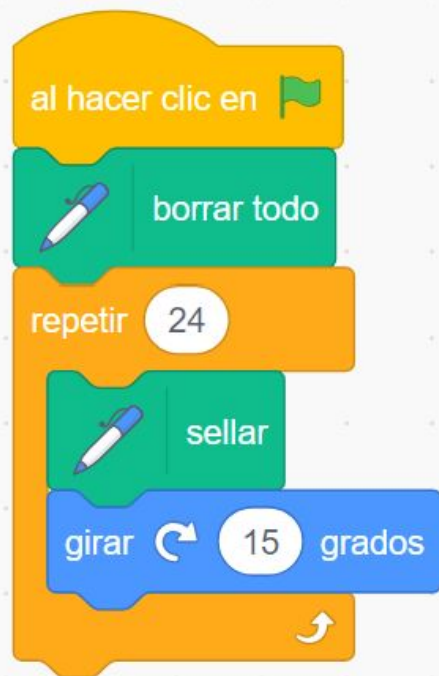 al hacer clic en
borrar todo
repetir 24
sellar
girar 15 grados